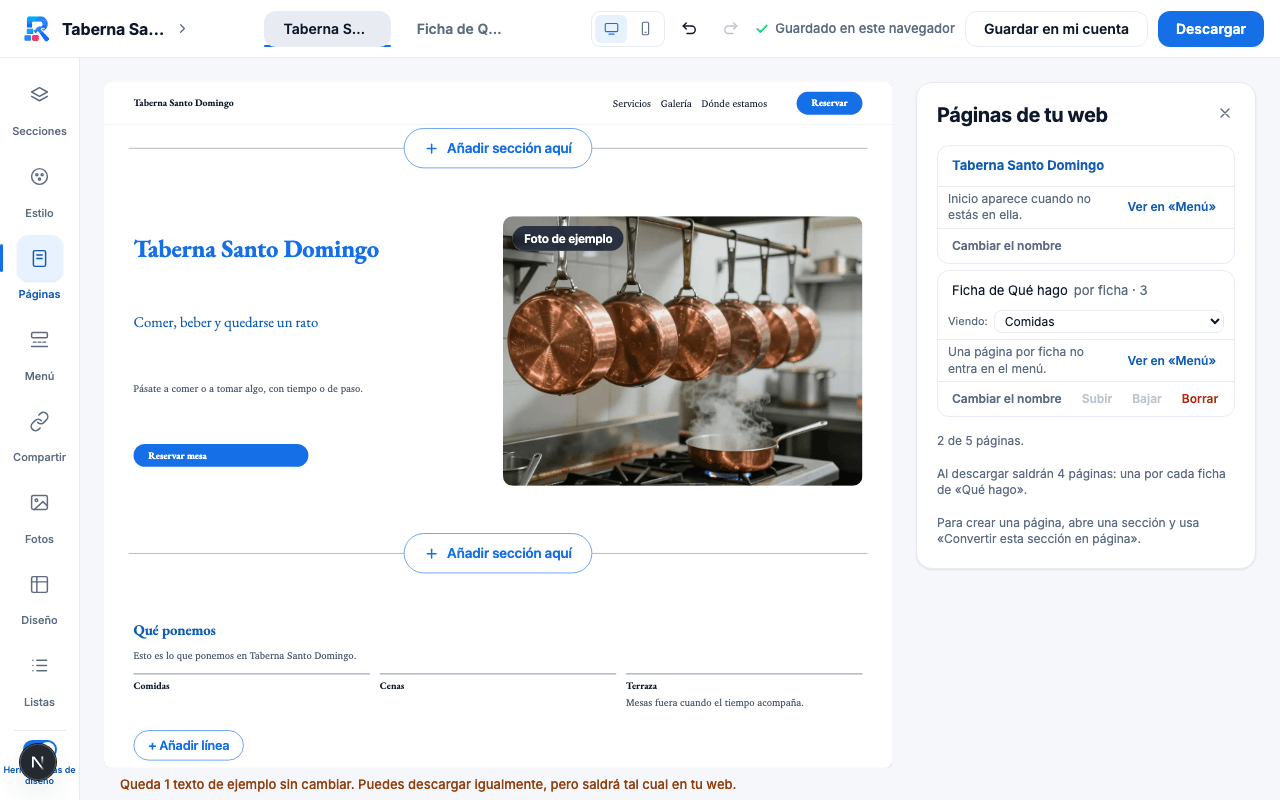 Taberna Sa...
Taberna S...
Ficha de Q...
Guardado en este navegador
Guardar en mi cuenta
Descargar
Secciones
Estilo
Páginas
Menú
Compartir
Fotos
Diseño
Listas
N
diseño
Taberna Santo Domingo
Servicios
Galería
Dónde estamos
Reservar
+ Añadir sección aquí
Taberna Santo Domingo
Comer, beber y quedarse un rato
Pásate a comer o a tomar algo, con tiempo o de paso.
Reservar mesa
Foto de ejemplo
+ Añadir sección aquí
Qué ponemos
Esto es lo que ponemos en Taberna Santo Domingo.
Comidas
Cenas
Terraza
Mesas fuera cuando el tiempo acompaña.
+ Añadir línea
Queda 1 texto de ejemplo sin cambiar. Puedes descargar igualmente, pero saldrá tal cual en tu web.
Páginas de tu web
Taberna Santo Domingo
Inicio aparece cuando no
estás en ella.
Ver en «Menú»
Cambiar el nombre
Ficha de Qué hago por ficha · 3
Viendo: Comidas
Una página por ficha no
entra en el menú.
Ver en «Menú»
Cambiar el nombre Subir Bajar Borrar
2 de 5 páginas.
Al descargar saldrán 4 páginas: una por cada ficha
de «Qué hago».
Para crear una página, abre una sección y usa
«Convertir esta sección en página».